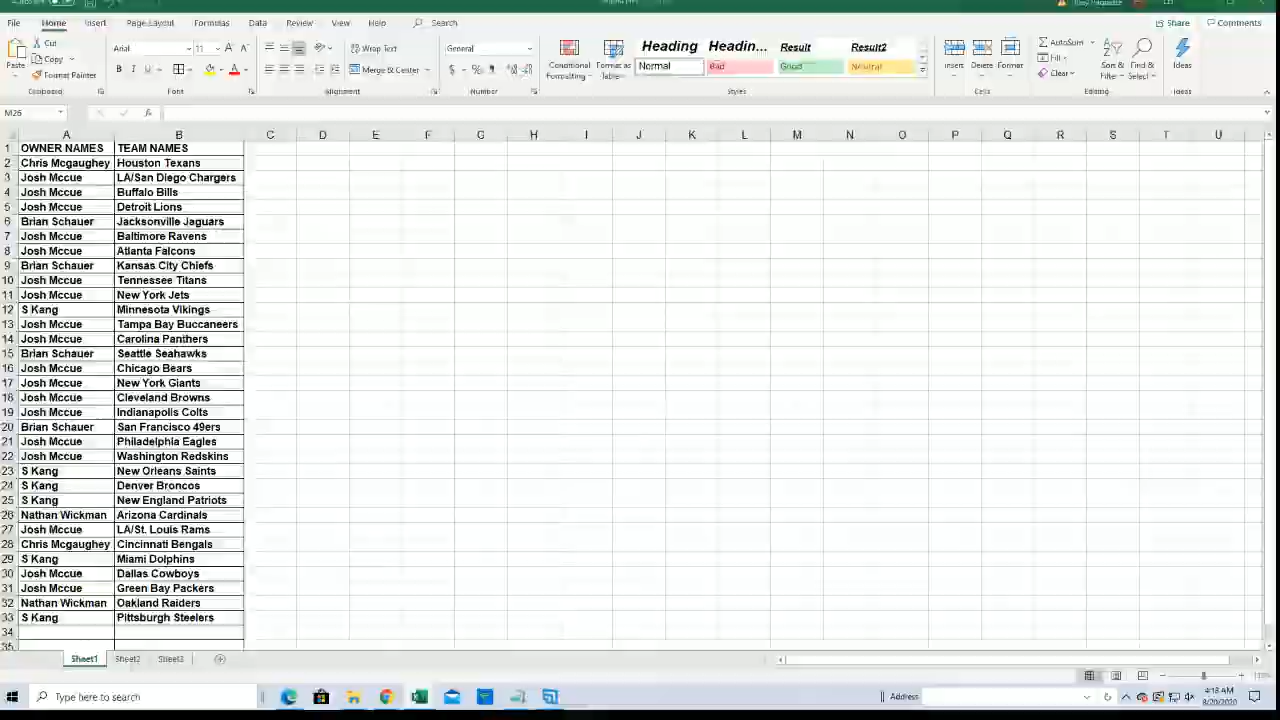 File Home Insert Page Layout Formulas Data Review View Help Search Share Comments
Cut Arial 11 Wrap Text General Heading Headin... Result Result2 AutoSum
Copy Fill
Paste Format Painter B I U Merge & Center $ % Conditional Formatting Format as Table Normal Bad Good Neutral Insert Delete Format Clear Sort & Filter Find & Select Ideas
Clipboard Font Alignment Number Styles Cells Editing Ideas
M26 fx
A B C D E F G H I J K L M N O P Q R S T U
1 OWNER NAMES TEAM NAMES
2 Chris Mcgaughey Houston Texans
3 Josh Mccue LA/San Diego Chargers
4 Josh Mccue Buffalo Bills
5 Josh Mccue Detroit Lions
6 Brian Schauer Jacksonville Jaguars
7 Josh Mccue Baltimore Ravens
8 Josh Mccue Atlanta Falcons
9 Brian Schauer Kansas City Chiefs
10 Josh Mccue Tennessee Titans
11 Josh Mccue New York Jets
12 S Kang Minnesota Vikings
13 Josh Mccue Tampa Bay Buccaneers
14 Josh Mccue Carolina Panthers
15 Brian Schauer Seattle Seahawks
16 Josh Mccue Chicago Bears
17 Josh Mccue New York Giants
18 Josh Mccue Cleveland Browns
19 Josh Mccue Indianapolis Colts
20 Brian Schauer San Francisco 49ers
21 Josh Mccue Philadelphia Eagles
22 Josh Mccue Washington Redskins
23 S Kang New Orleans Saints
24 S Kang Denver Broncos
25 S Kang New England Patriots
26 Nathan Wickman Arizona Cardinals
27 Josh Mccue LA/St. Louis Rams
28 Chris Mcgaughey Cincinnati Bengals
29 S Kang Miami Dolphins
30 Josh Mccue Dallas Cowboys
31 Josh Mccue Green Bay Packers
32 Nathan Wickman Oakland Raiders
33 S Kang Pittsburgh Steelers
34
35
Sheet1 Sheet2 Sheet3
Type here to search Address 4:18 AM
8/20/2020